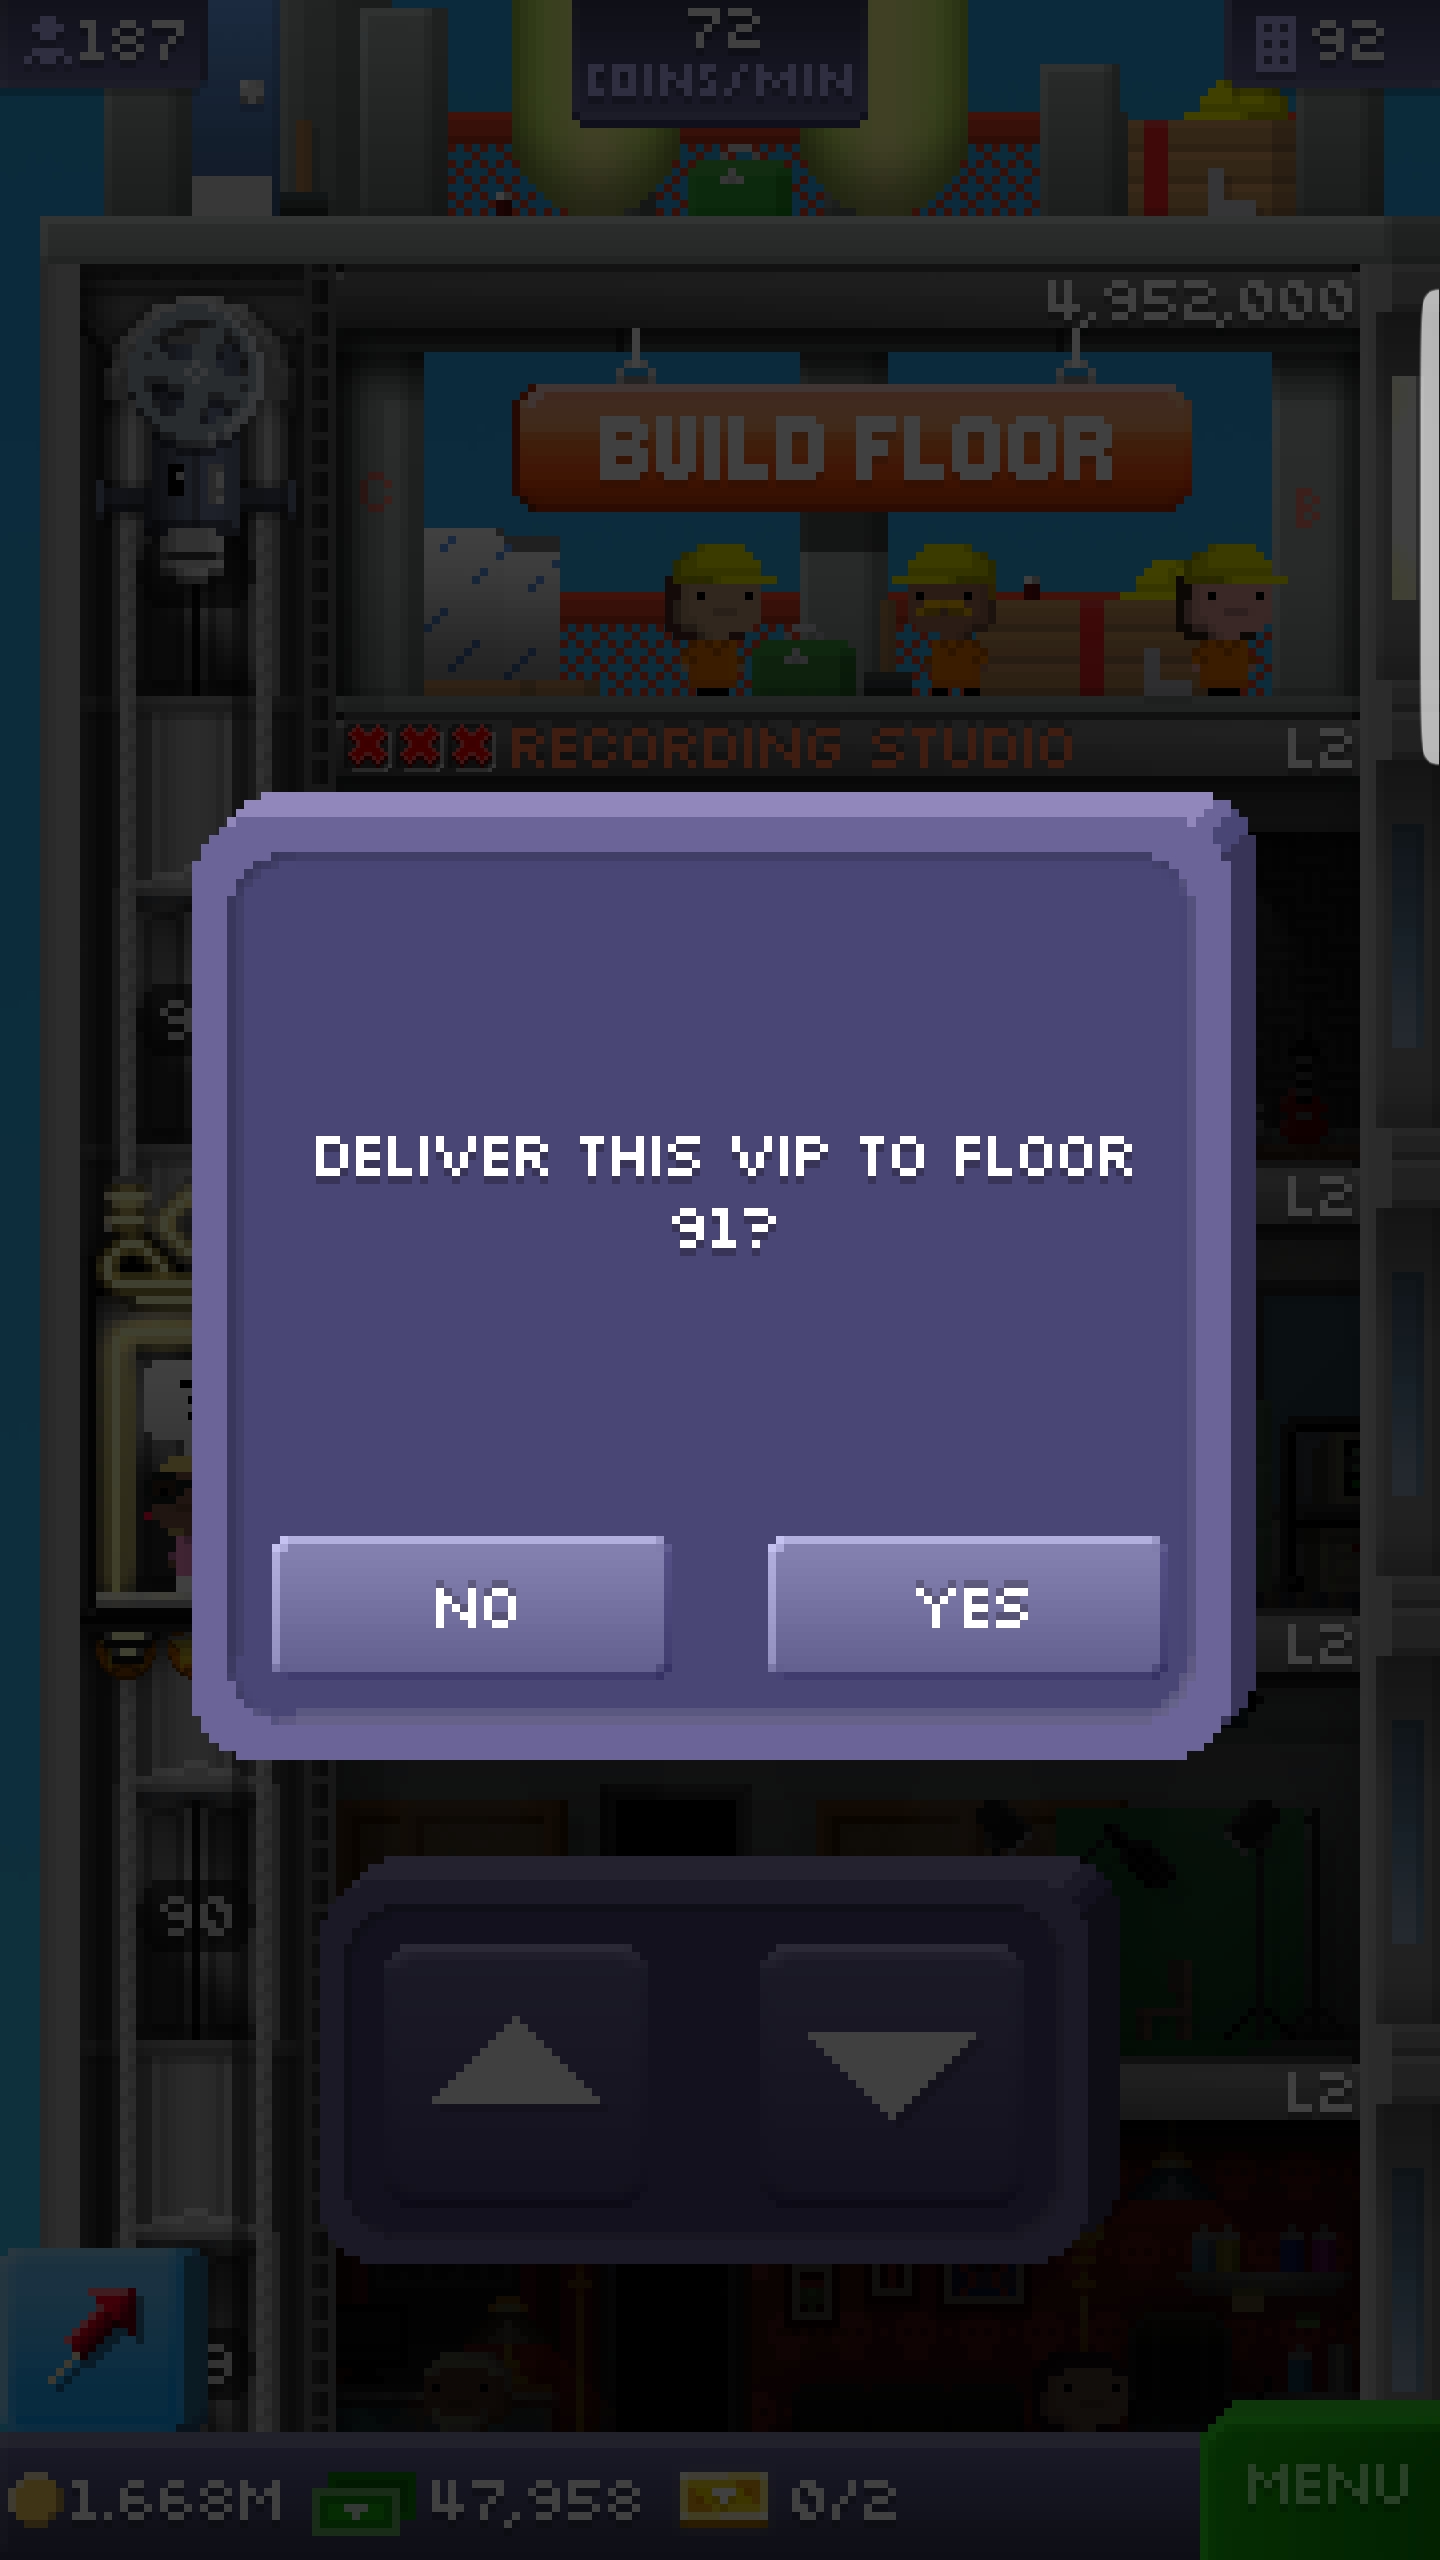 187
72
COINS/MIN
92
4,952,000
BUILD FLOOR
C
B
RECORDING STUDIO
L2
DELIVER THIS VIP TO FLOOR
91?
L2
NO
YES
L2
90
L2
1.668M
47,958
0/2
MENU